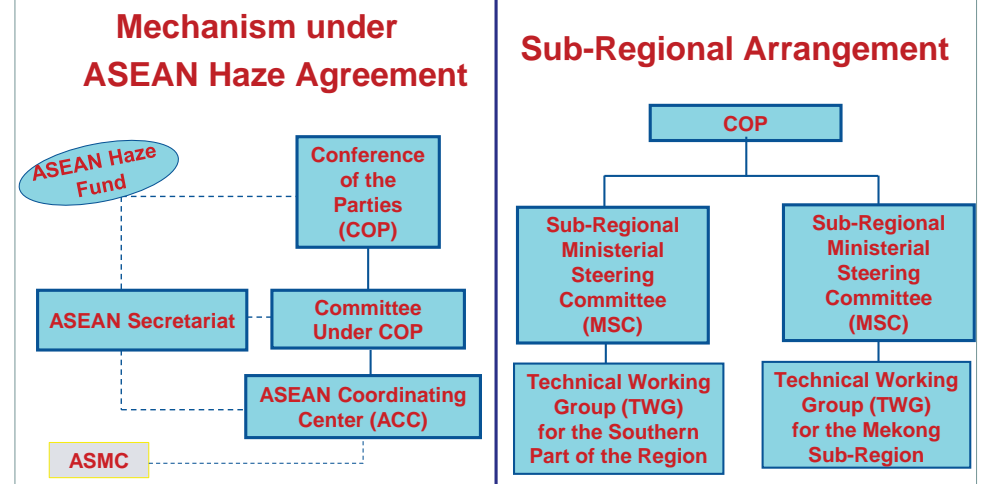 Mechanism under
ASEAN Haze Agreement
ASEAN Haze
Fund
Conference
of the
Parties
(COP)
ASEAN Secretariat
Committee
Under COP
ASEAN Coordinating
Center (ACC)
ASMC
Sub-Regional Arrangement
COP
Sub-Regional
Ministerial
Steering
Committee
(MSC)
Sub-Regional
Ministerial
Steering
Committee
(MSC)
Technical Working
Group (TWG)
for the Southern
Part of the Region
Technical Working
Group (TWG)
for the Mekong
Sub-Region